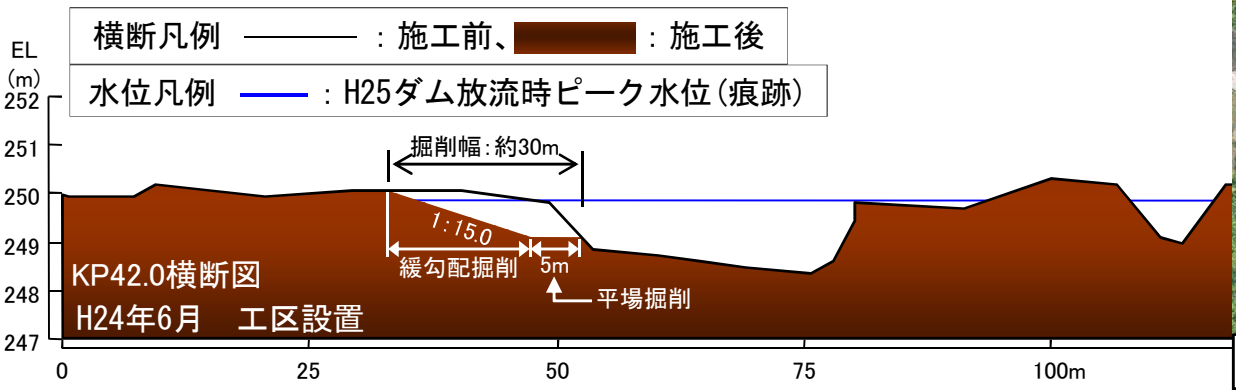 横断凡例 ――― : 施工前、 : 施工後
EL
(m)
水位凡例 ―― : H25ダム放流時ピーク水位(痕跡)
252
251
250
249
248
247
掘削幅:約30m
1:15.0
緩勾配掘削
5m
平場掘削
KP42.0横断図
H24年6月 工区設置
0
25
50
75
100m